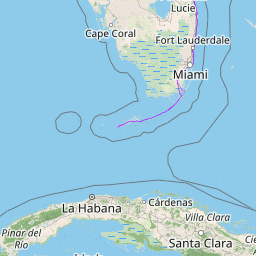 Lucie
Cape Coral
Fort Lauderdale
Miami
La Habana
Cárdenas
Pinar del
Río
Villa Clara
Santa Clara